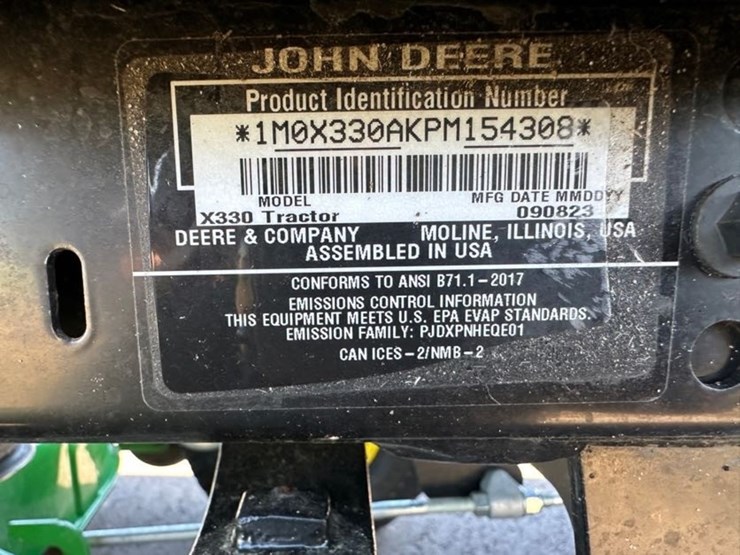 JOHN DEERE
Product Identification Number
*1M0X330AKPM154308*
MODEL MFG DATE MMDDYY
X330 Tractor 090823
DEERE & COMPANY MOLINE, ILLINOIS, USA
ASSEMBLED IN USA
CONFORMS TO ANSI B71.1-2017
EMISSIONS CONTROL INFORMATION
THIS EQUIPMENT MEETS U.S. EPA EVAP STANDARDS.
EMISSION FAMILY: PJDXPNHEQE01
CAN ICES-2/NMB-2